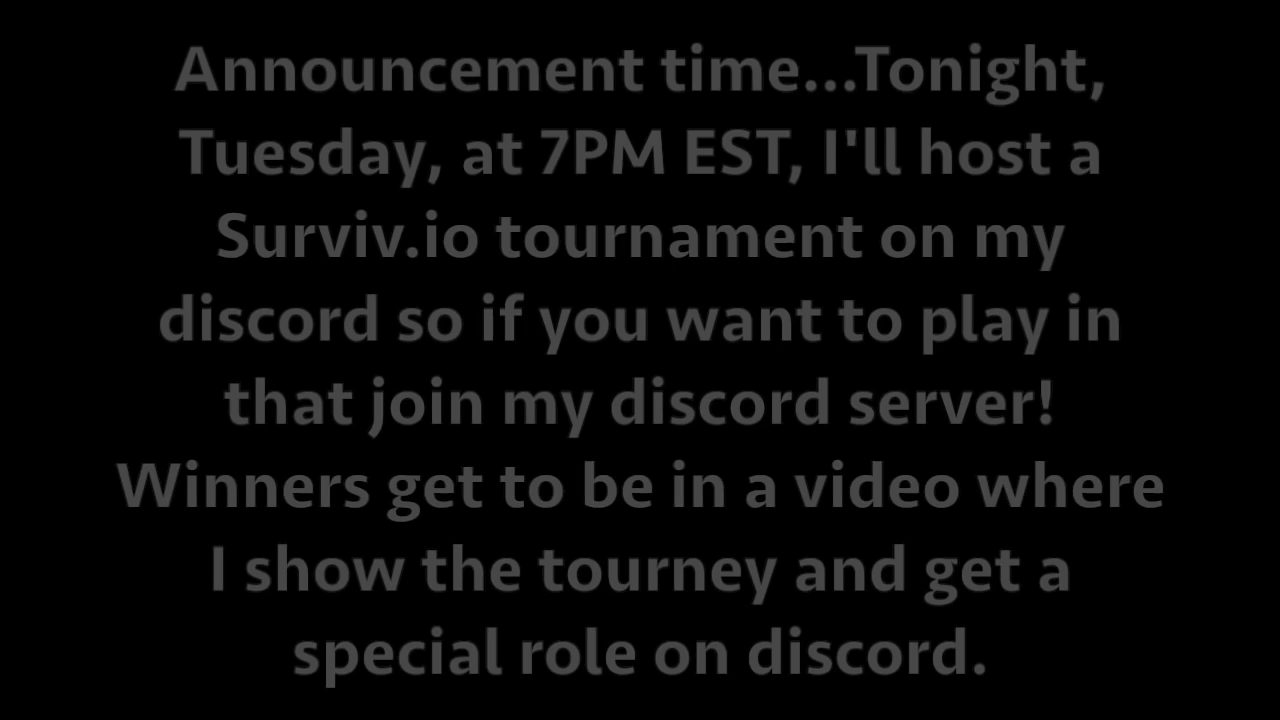 Announcement time...Tonight,
Tuesday, at 7PM EST, I'll host a
Surviv.io tournament on my
discord so if you want to play in
that join my discord server!
Winners get to be in a video where
I show the tourney and get a
special role on discord.